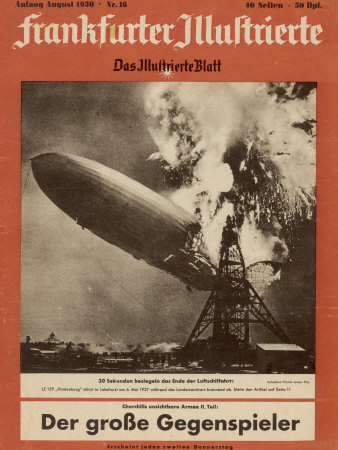 Anfang August 1950 • Nr. 16
40 Seiten • 50 Dpf.
Frankfurter Illustrierte
Das Illustrierte Blatt
30 Sekunden besiegeln das Ende der Luftschiffahrt:
LZ 129 „Hindenburg" stürzt in Lakehurst am 6. Mai 1937 während des Landemanövers brennend ab. Siehe den Artikel auf Seite 11
Churchills unsichtbare Armee II. Teil:
Der große Gegenspieler
Erscheint jeden zweiten Donnerstag